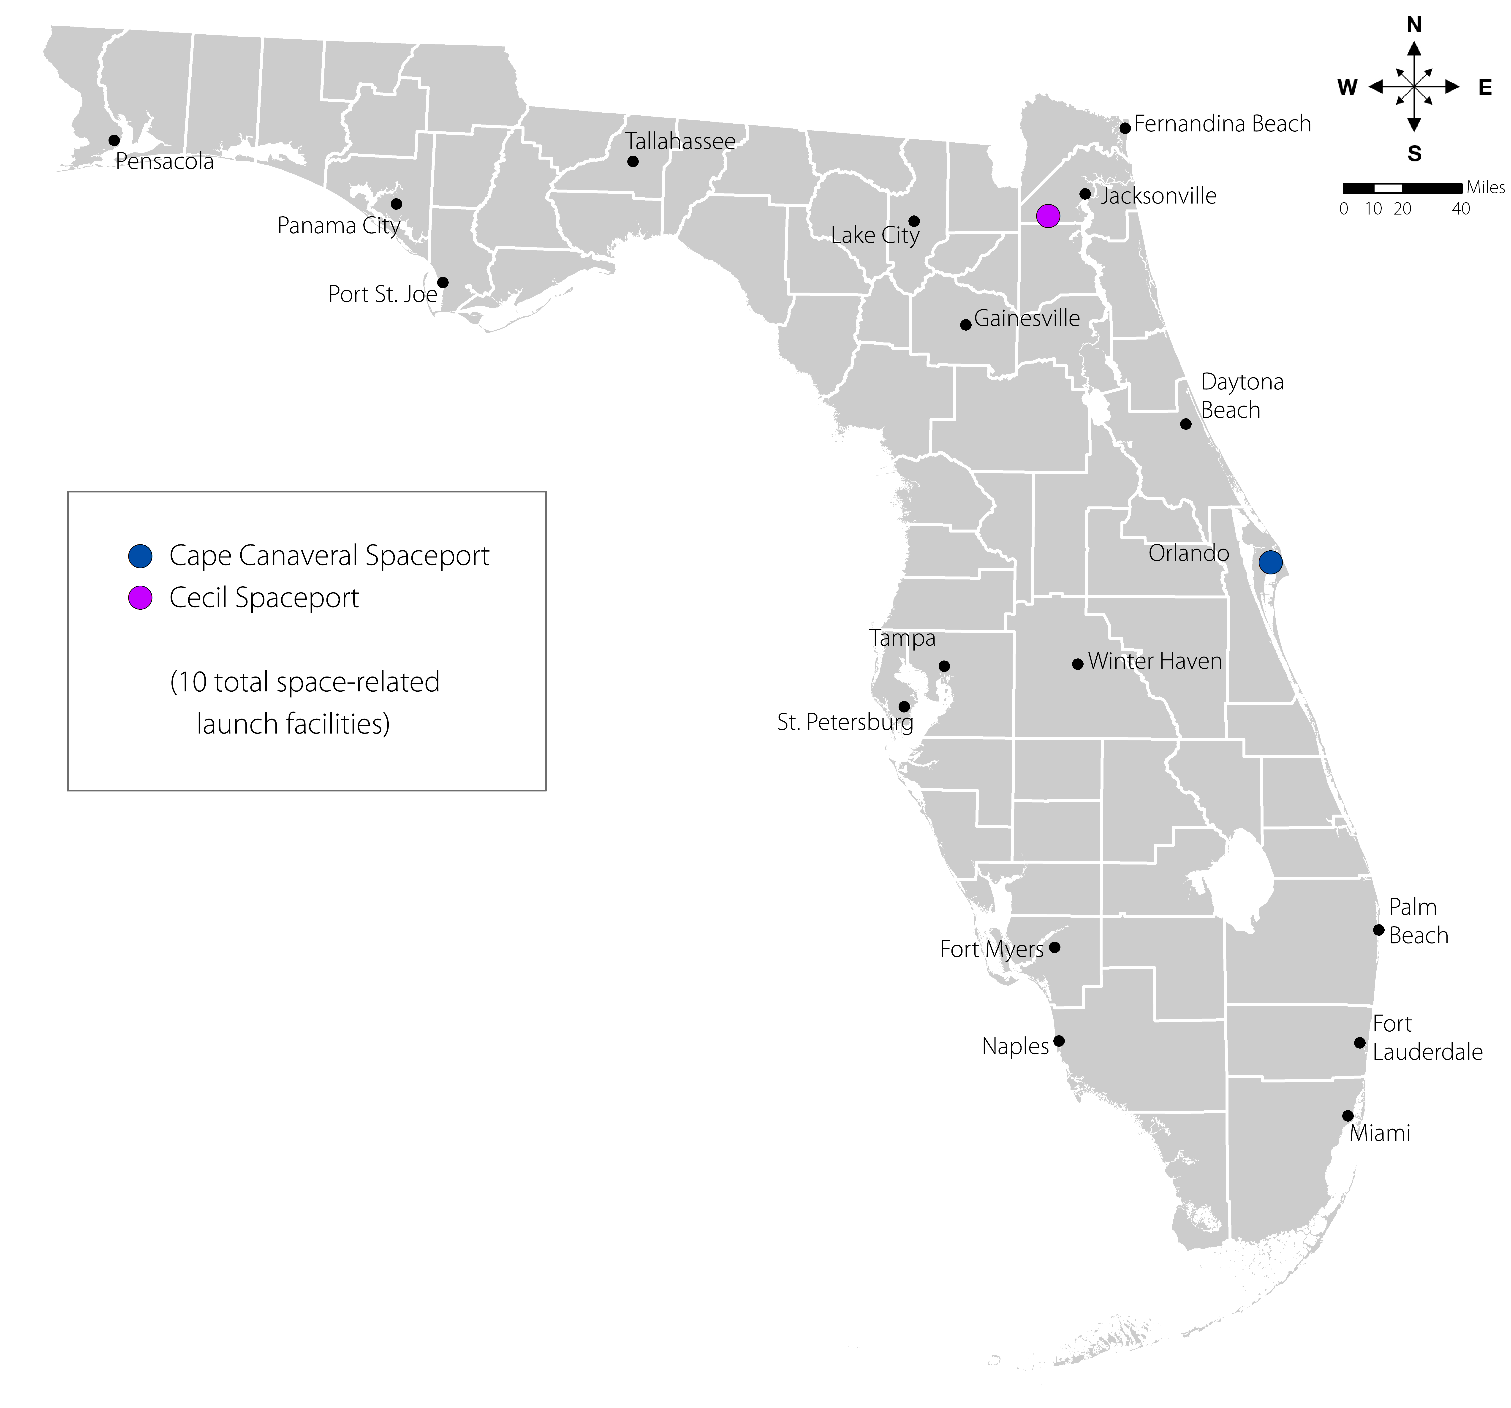 N
W E
S
Miles
0 10 20 40
Fernandina Beach
Tallahassee
Pensacola
Jacksonville
Panama City
Lake City
Port St. Joe
Gainesville
Daytona
Beach
Cape Canaveral Spaceport
Cecil Spaceport
(10 total space-related
launch facilities)
Orlando
Tampa
Winter Haven
St. Petersburg
Palm
Beach
Fort Myers
Fort
Lauderdale
Naples
Miami